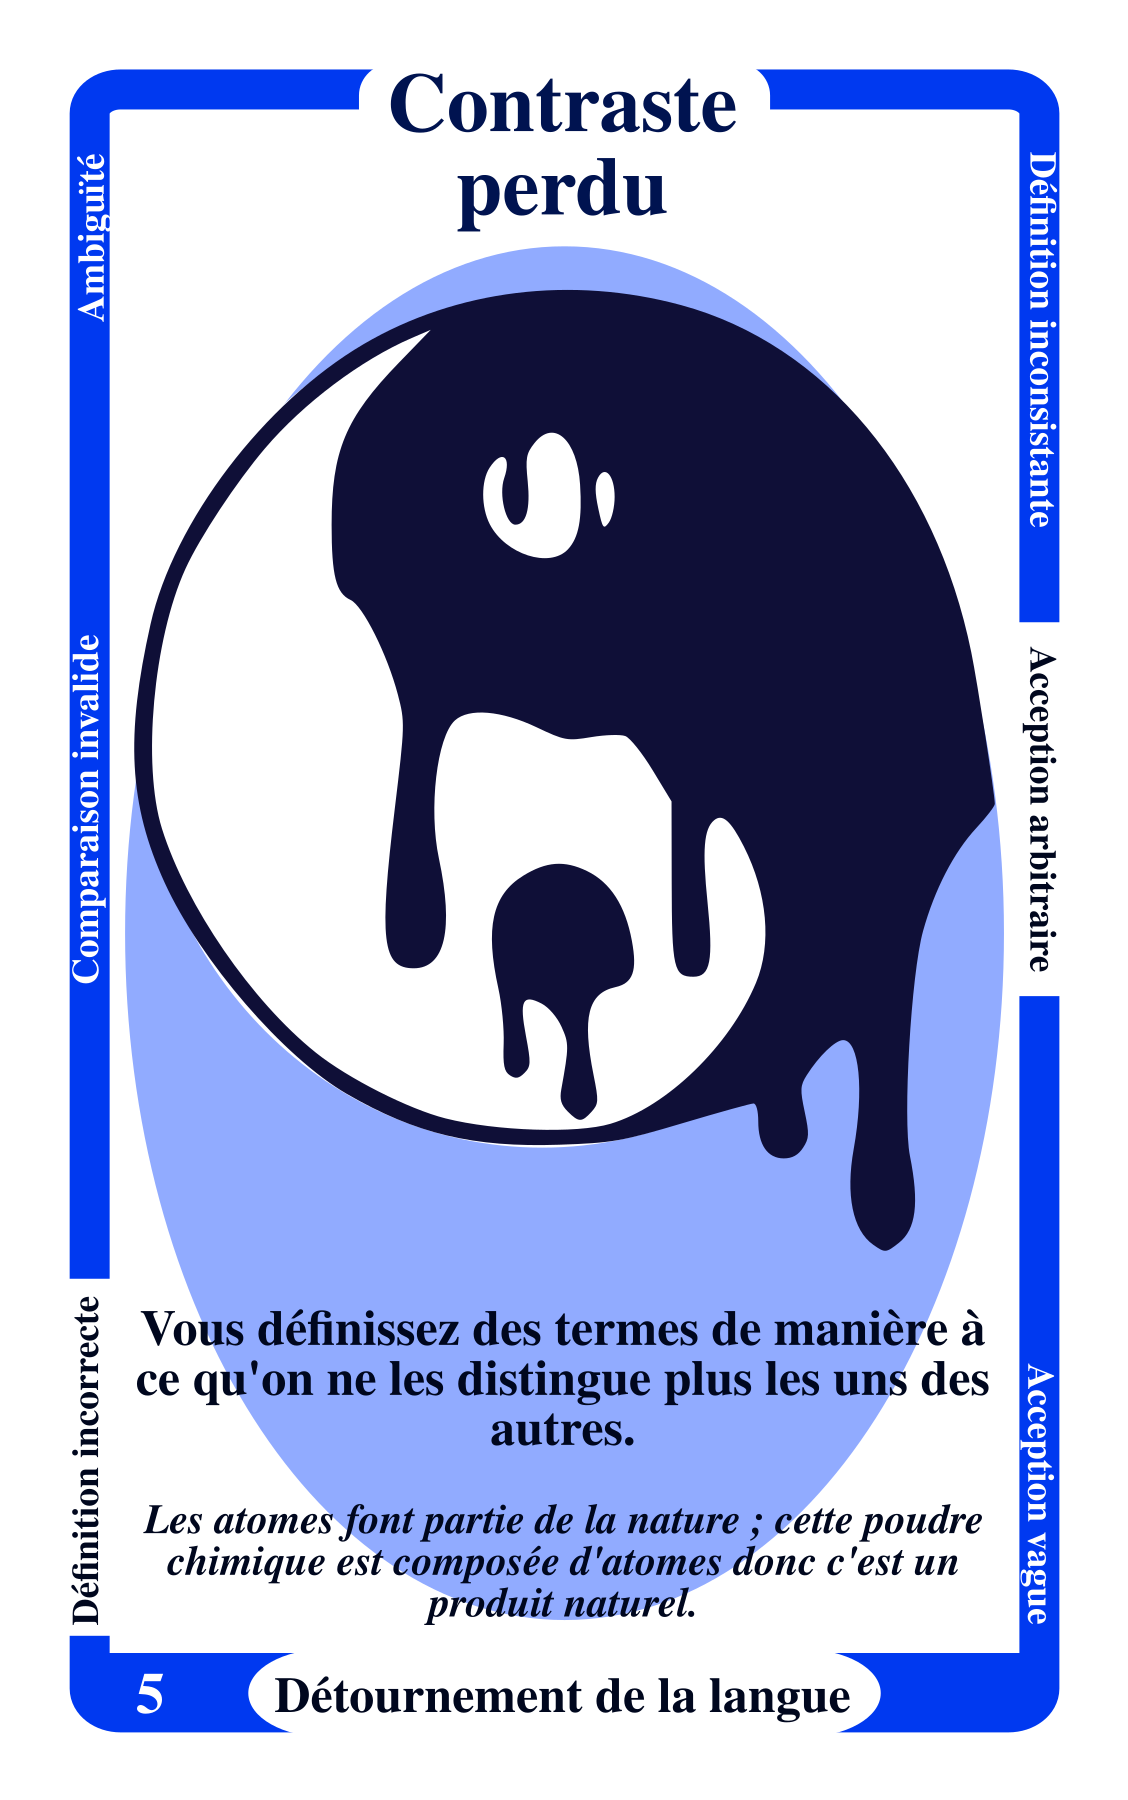 Contraste
perdu
Ambiguïté
Comparaison invalide
Définition incorrecte
Définition inconsistante
Acception arbitraire
Acception vague
Vous définissez des termes de manière à
ce qu'on ne les distingue plus les uns des
autres.
Les atomes font partie de la nature ; cette poudre
chimique est composée d'atomes donc c'est un
produit naturel.
5
Détournement de la langue